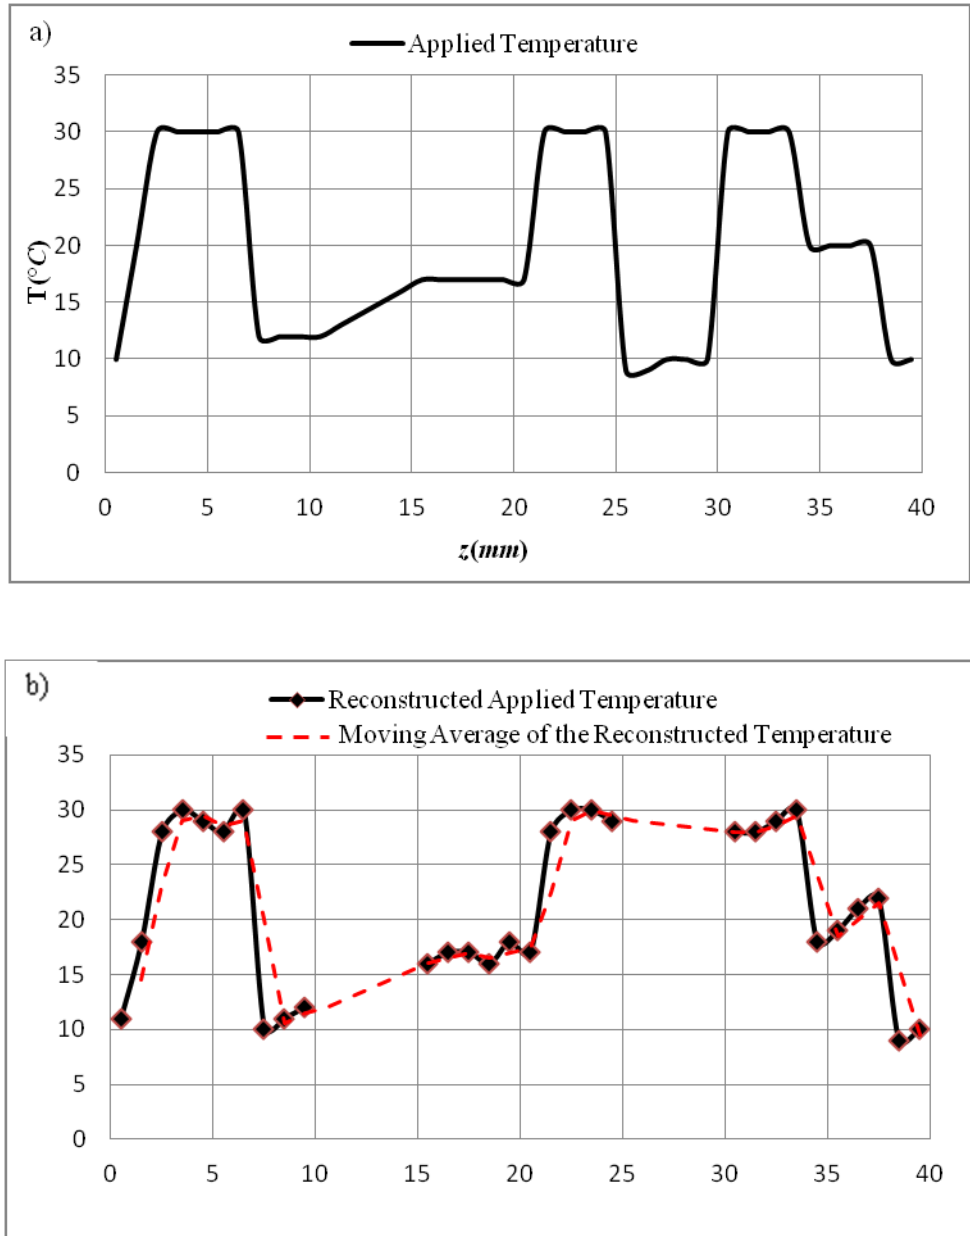 a)
Applied Temperature
35
30
25
20
15
10
5
0
T(°C)
0 5 10 15 20 25 30 35 40
z(mm)
b)
Reconstructed Applied Temperature
Moving Average of the Reconstructed Temperature
35
30
25
20
15
10
5
0
0 5 10 15 20 25 30 35 40